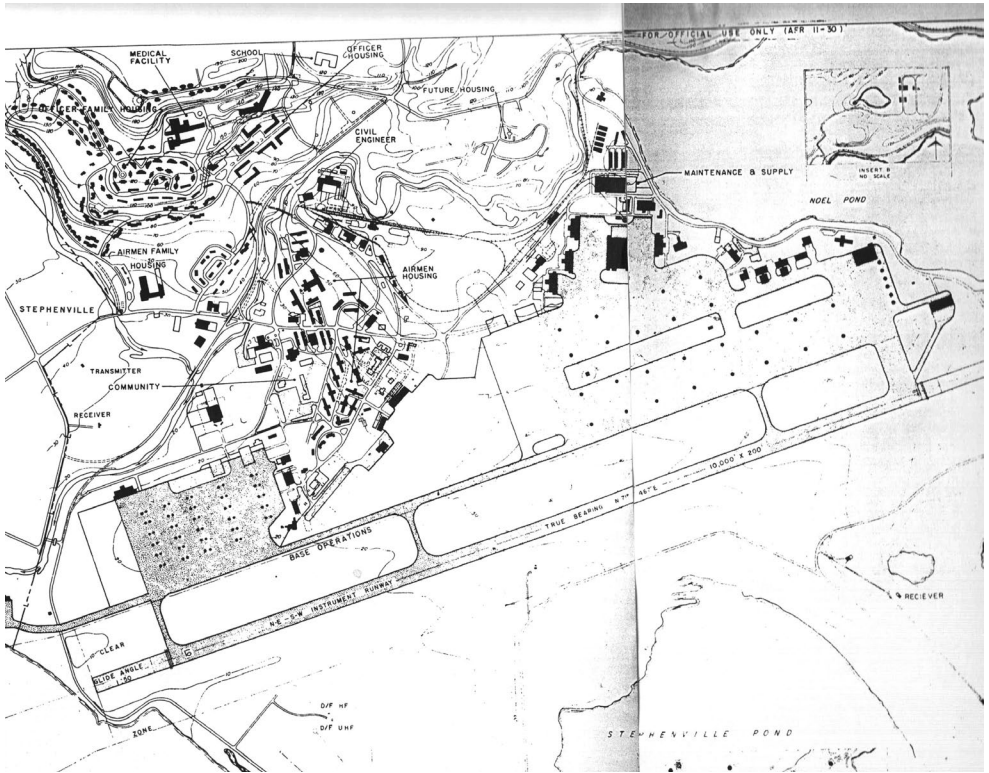 FOR OFFICIAL USE ONLY (AFR 11-30)
MEDICAL
FACILITY
SCHOOL
OFFICER
HOUSING
OFFICER FAMILY HOUSING
FUTURE HOUSING
CIVIL
ENGINEER
MAINTENANCE & SUPPLY
INSERT B
NO SCALE
NOEL POND
AIRMEN FAMILY
HOUSING
AIRMEN
HOUSING
STEPHENVILLE
TRANSMITTER
COMMUNITY
RECEIVER
10,000' X 200'
TRUE BEARING
BASE OPERATIONS
N.E.-S.W. INSTRUMENT RUNWAY
RECIEVER
CLEAR
GLIDE ANGLE
1:50
ZONE
D/F HF
D/F UHF
STEPHENVILLE POND